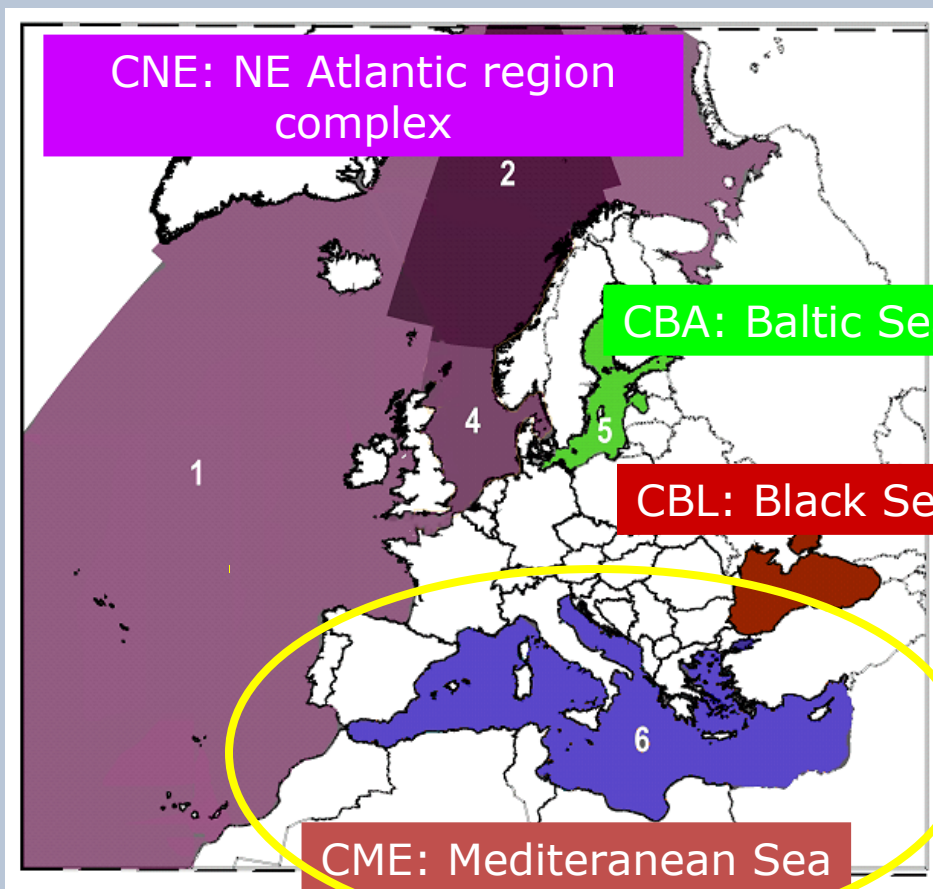 CNE: NE Atlantic region
complex
2
CBA: Baltic Se
4
5
1
CBL: Black Se
6
CME: Mediteranean Sea